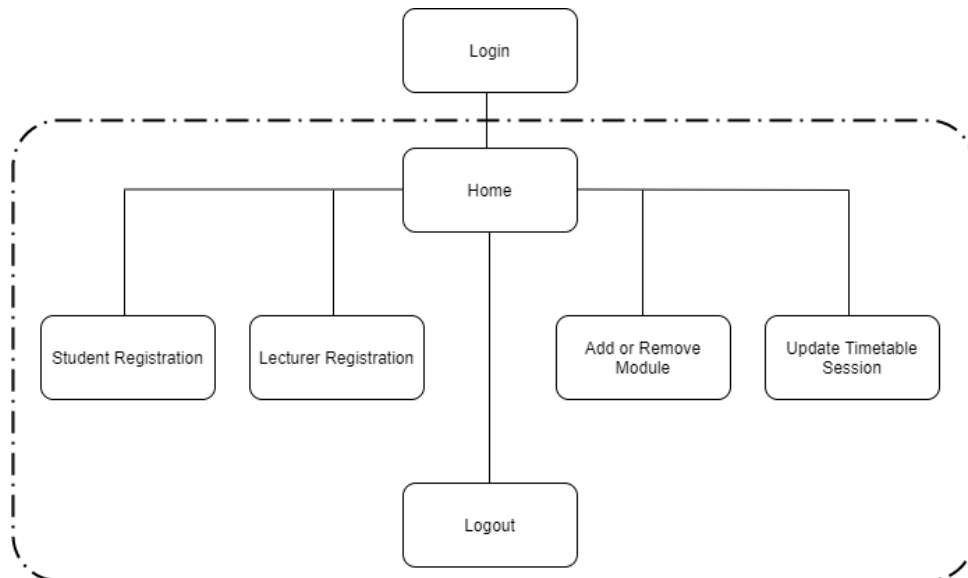 Login
Home
Student Registration
Lecturer Registration
Add or Remove
Module
Update Timetable
Session
Logout